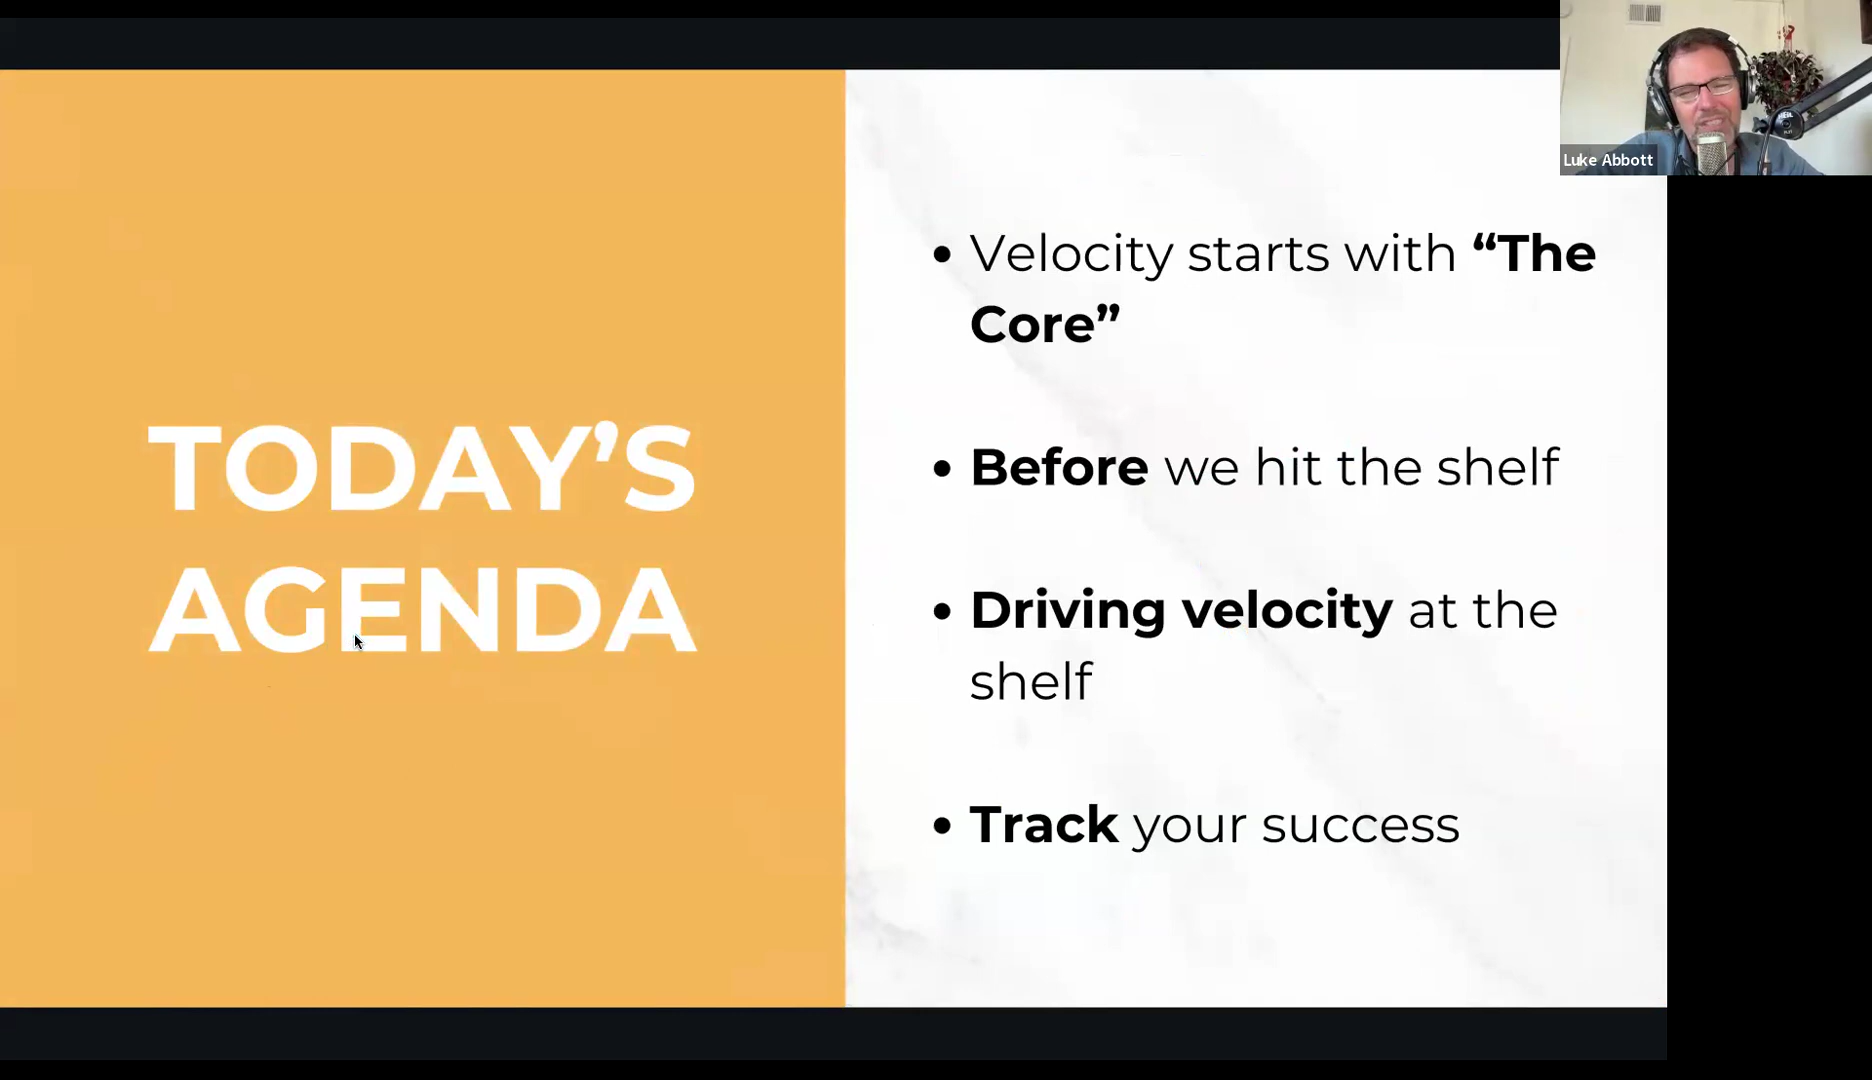 TODAY’S
AGENDA
• Velocity starts with “The
Core”
• Before we hit the shelf
• Driving velocity at the
shelf
• Track your success
Luke Abbott